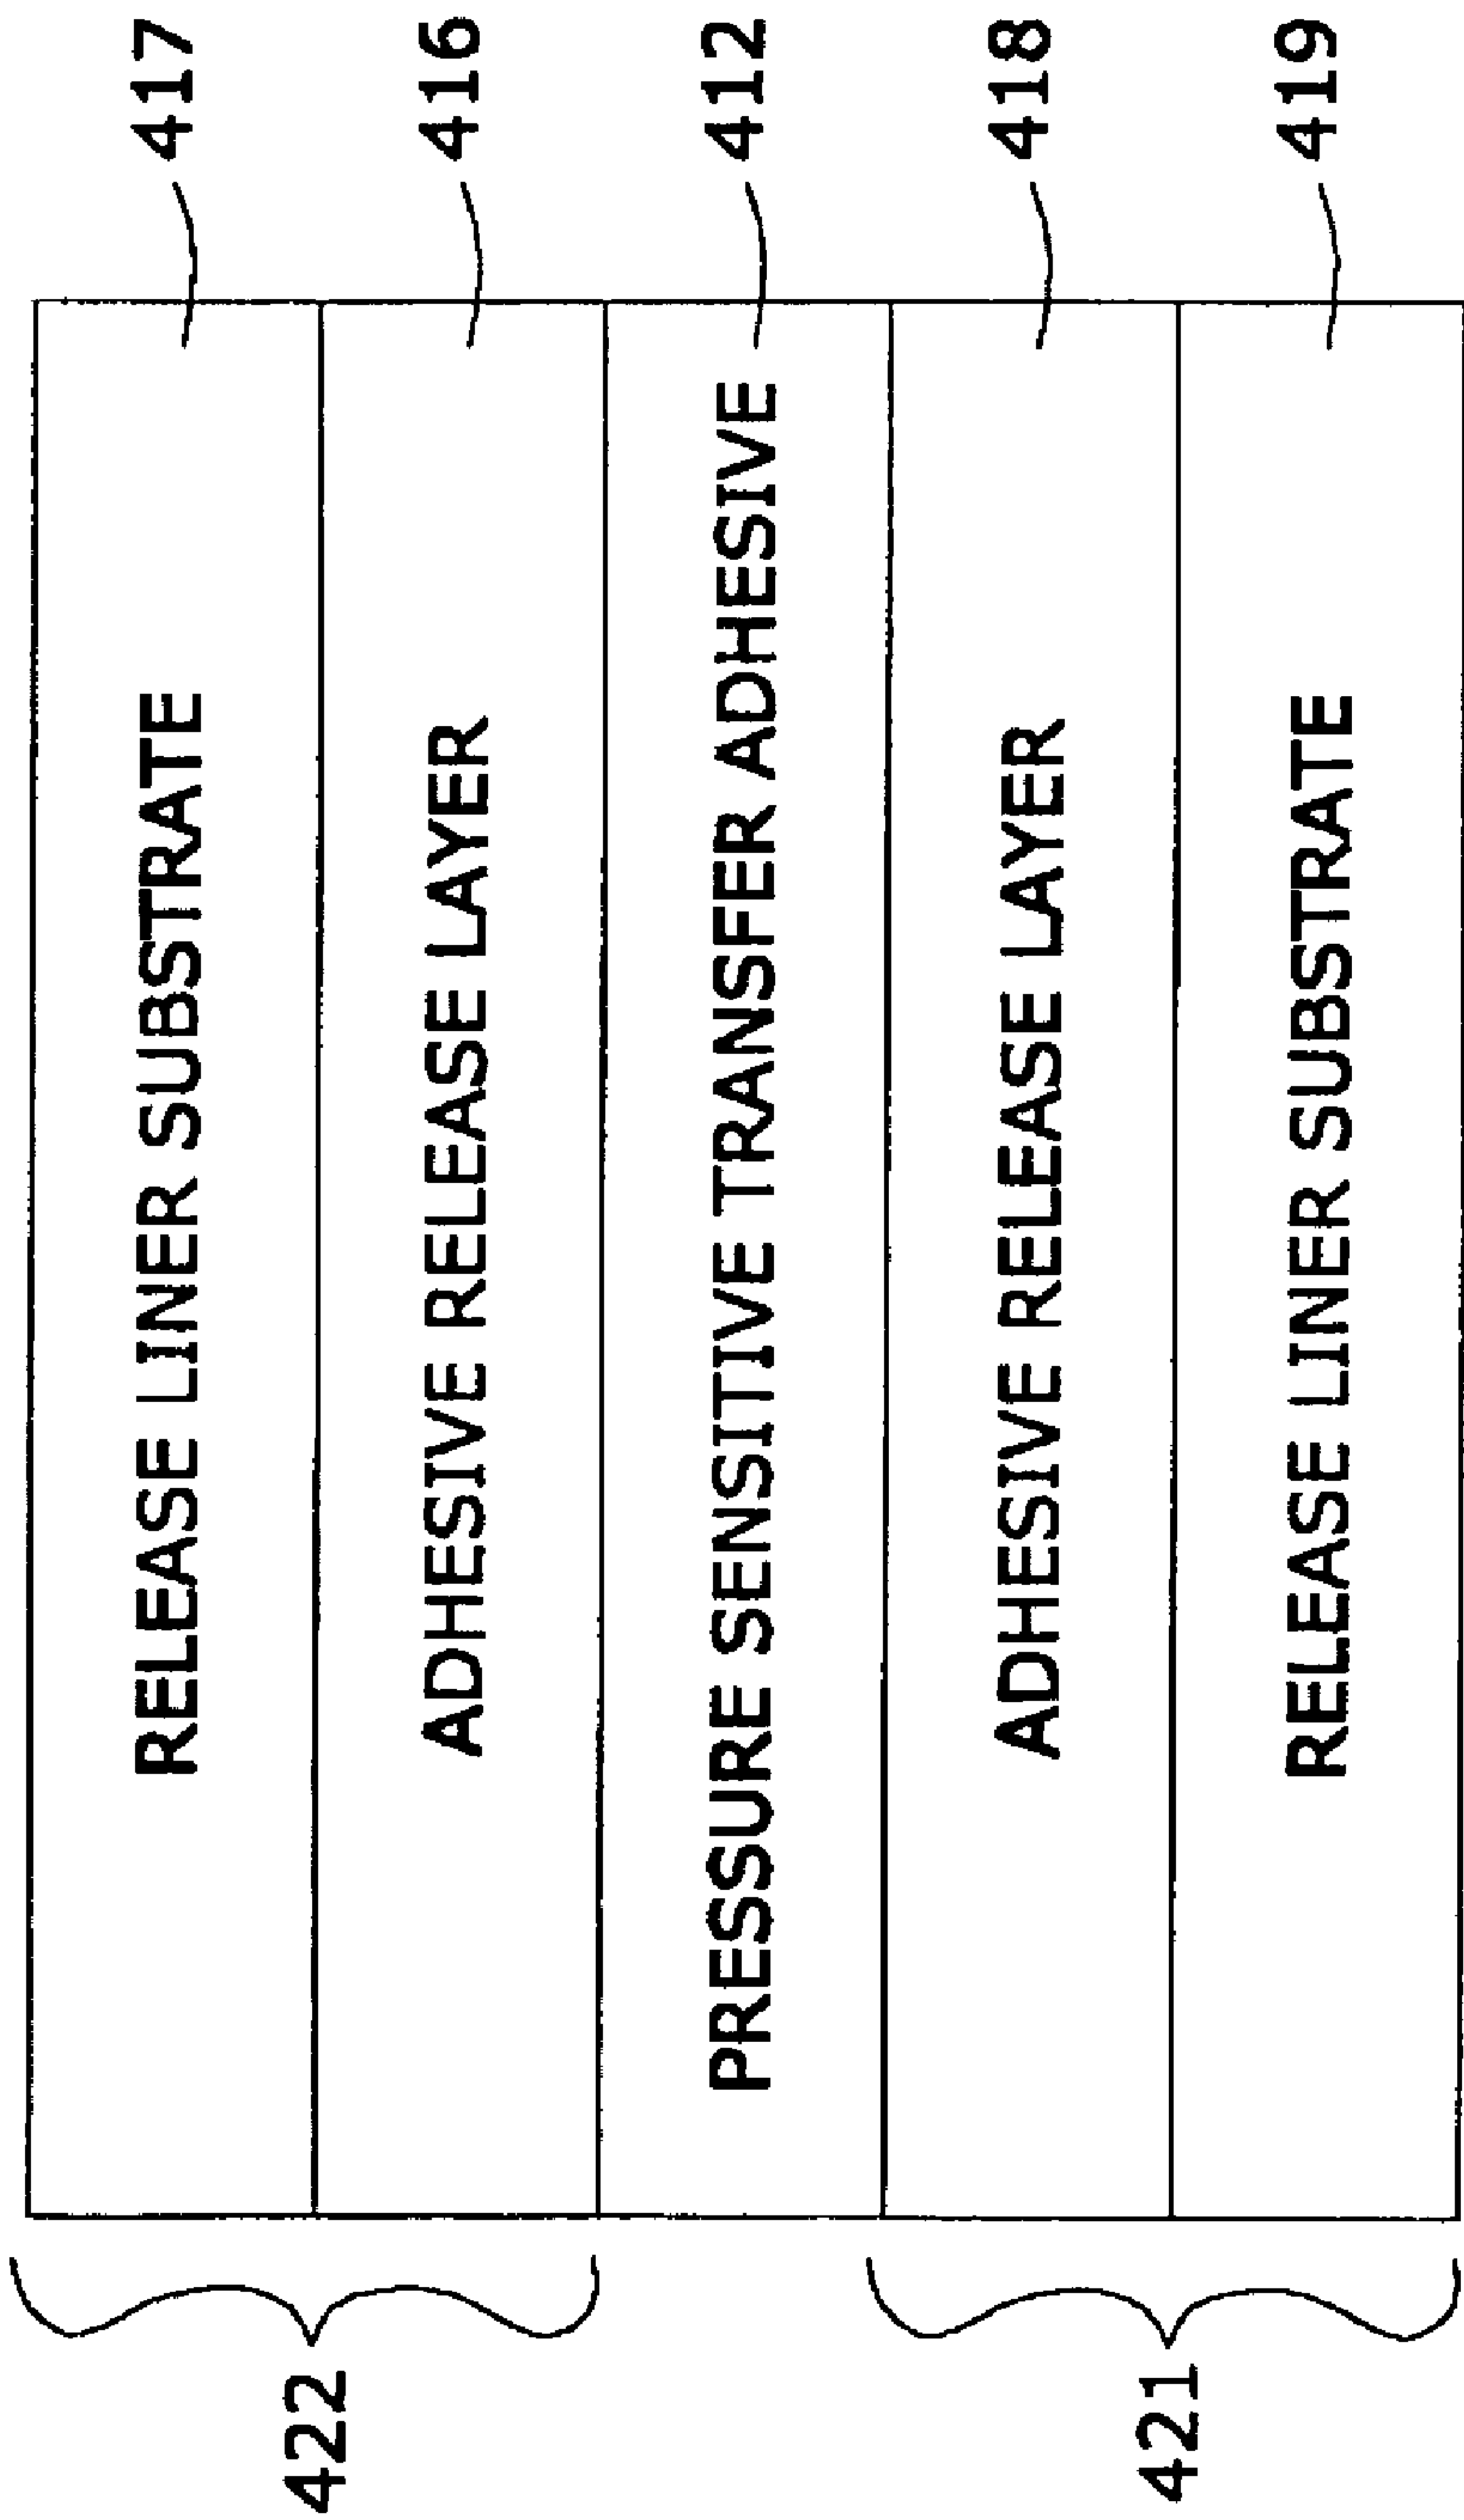 RELEASE LINER SUBSTRATE 417
ADHESIVE RELEASE LAYER 416
422
PRESSURE SENSITIVE TRANSFER ADHESIVE 412
ADHESIVE RELEASE LAYER 418
RELEASE LINER SUBSTRATE 419
421